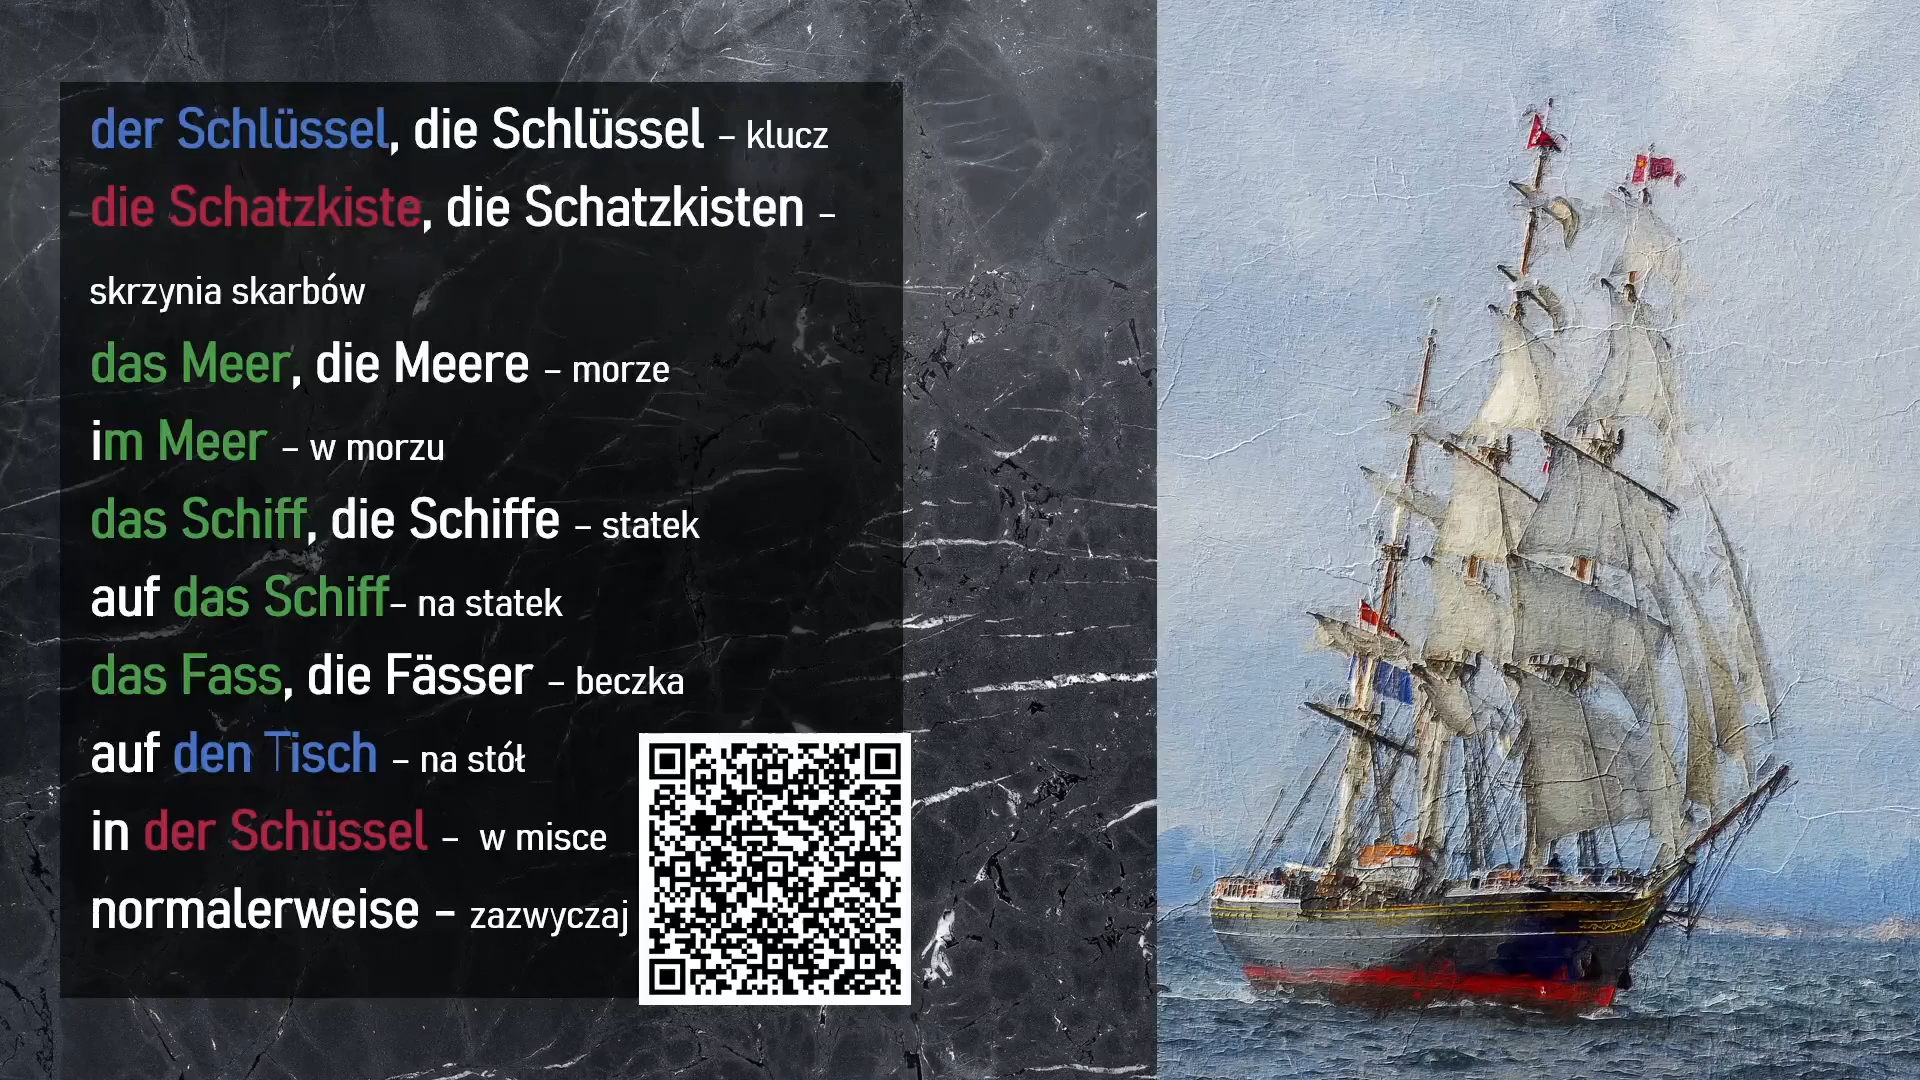 der Schlüssel, die Schlüssel – klucz
die Schatzkiste, die Schatzkisten –
skrzynia skarbów
das Meer, die Meere – morze
im Meer – w morzu
das Schiff, die Schiffe – statek
auf das Schiff– na statek
das Fass, die Fässer – beczka
auf den Tisch – na stół
in der Schüssel – w misce
normalerweise – zazwyczaj